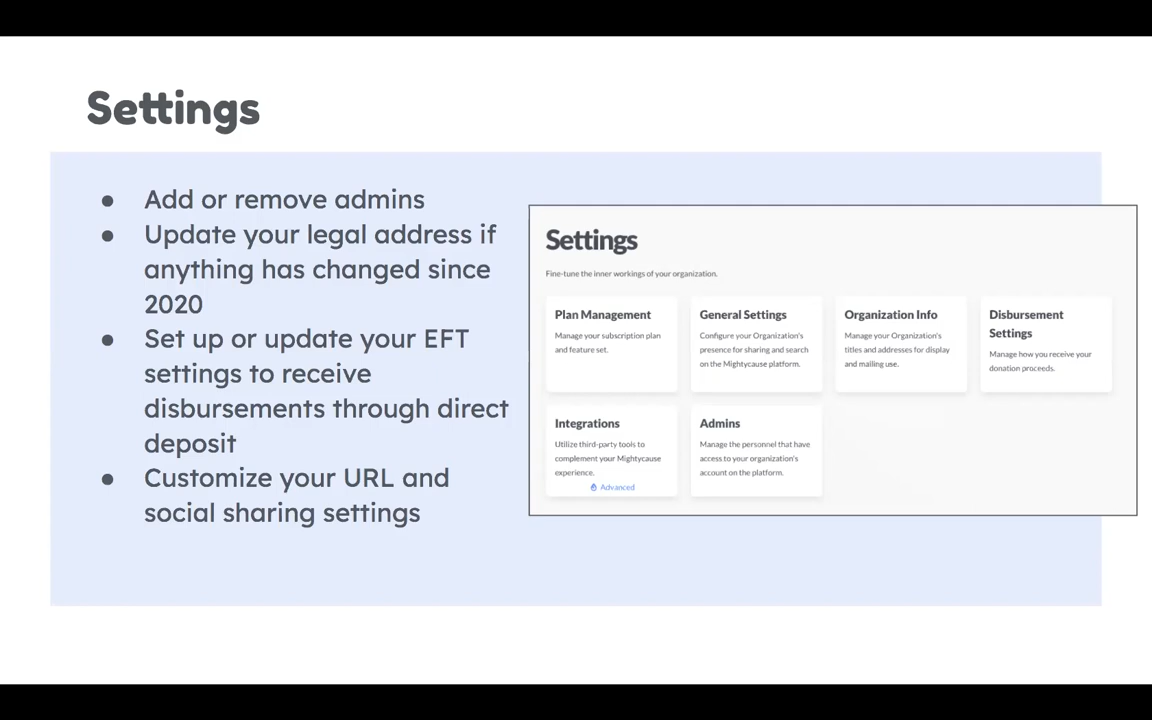 Settings
● Add or remove admins
● Update your legal address if
anything has changed since
2020
● Set up or update your EFT
settings to receive
disbursements through direct
deposit
● Customize your URL and
social sharing settings
Settings
Fine-tune the inner workings of your organization.
Plan Management
Manage your subscription plan
and feature set.
General Settings
Configure your Organization's
presence for sharing and search
on the Mightycause platform.
Organization Info
Manage your Organization's
titles and addresses for display
and mailing use.
Disbursement
Settings
Manage how you receive your
donation proceeds.
Integrations
Utilize third-party tools to
complement your Mightycause
experience.
Advanced
Admins
Manage the personnel that have
access to your organization's
account on the platform.